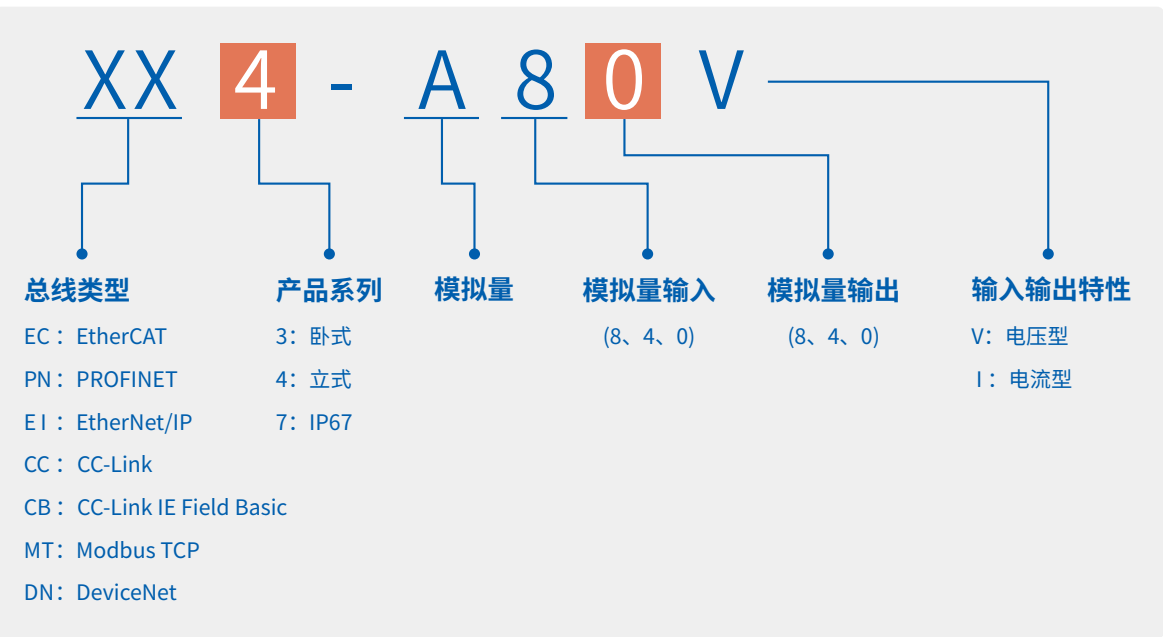 XX 4 - A 8 0 V
总线类型 产品系列 模拟量 模拟量输入 模拟量输出 输入输出特性
EC：EtherCAT 3：卧式 (8、4、0) (8、4、0) V：电压型
PN：PROFINET 4：立式 I：电流型
EI：EtherNet/IP 7：IP67
CC：CC-Link
CB：CC-Link IE Field Basic
MT：Modbus TCP
DN：DeviceNet